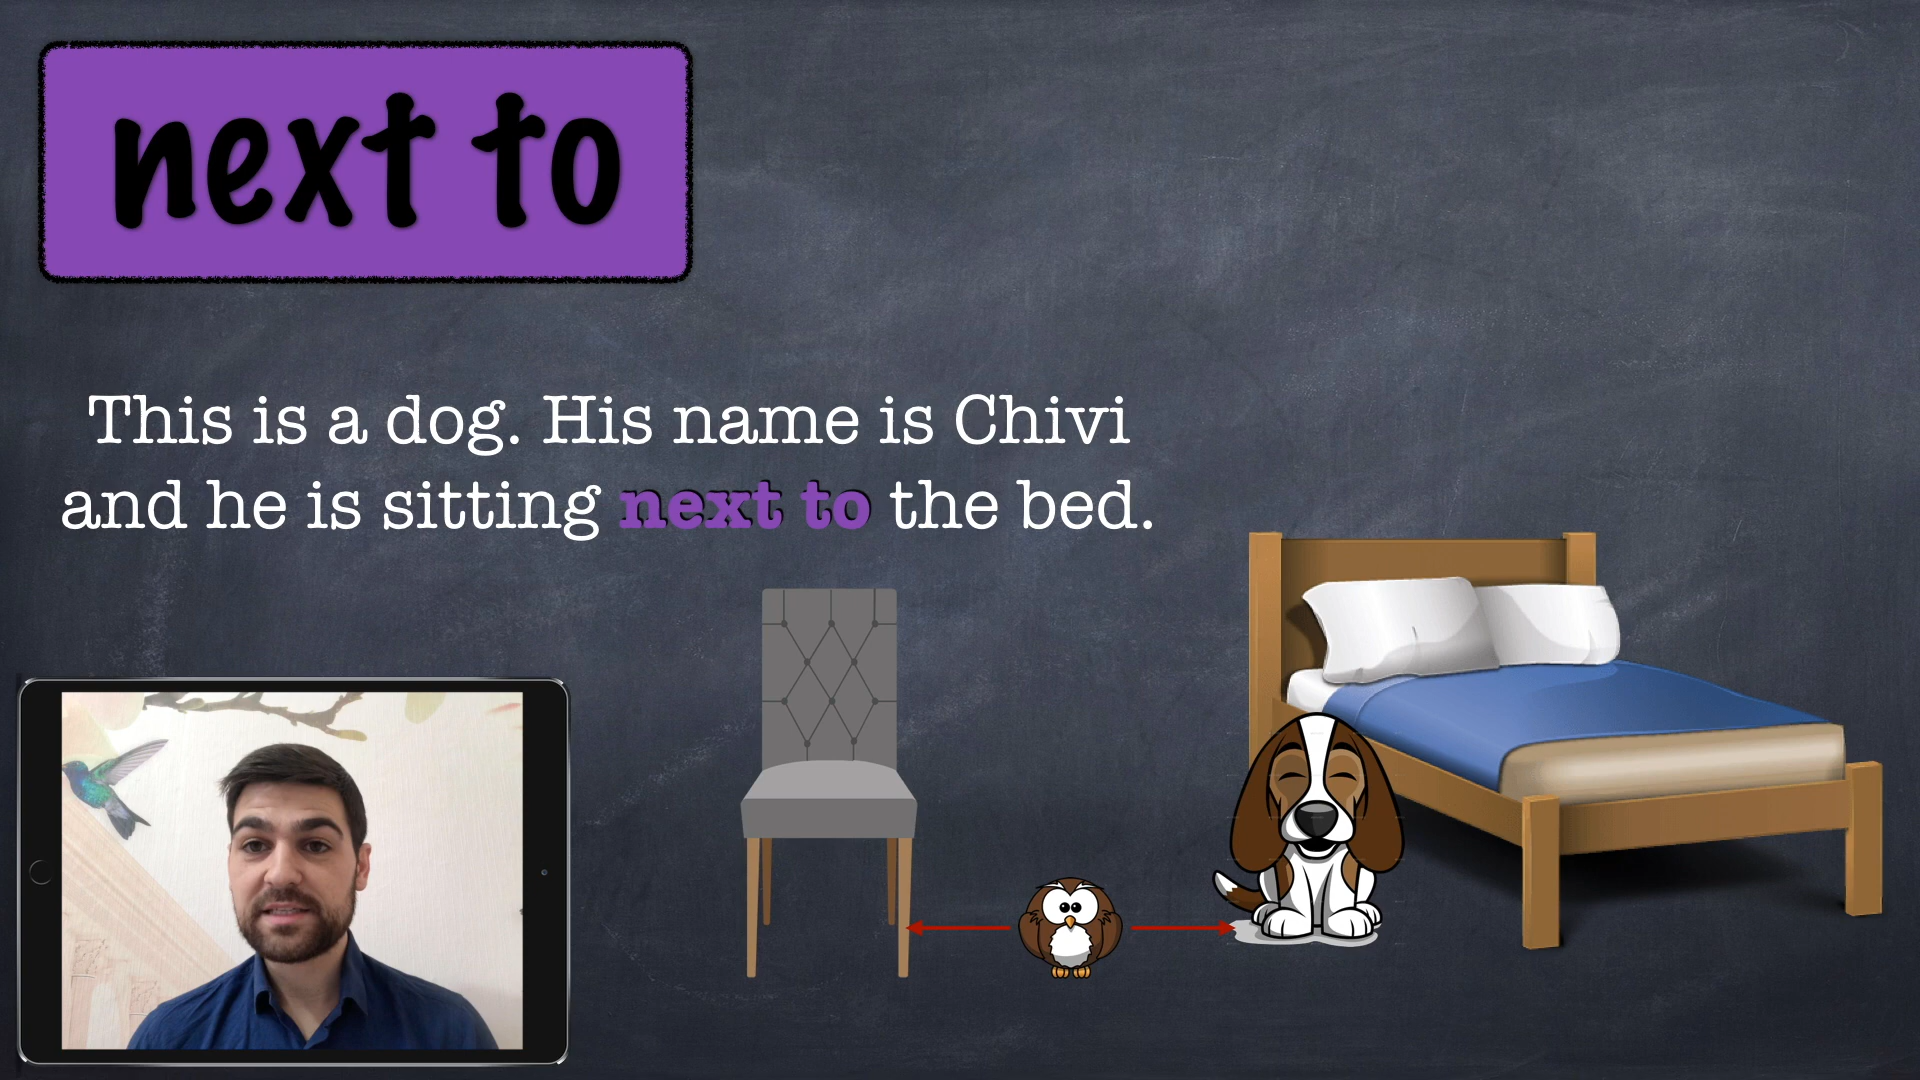 next to
This is a dog. His name is Chivi
and he is sitting next to the bed.